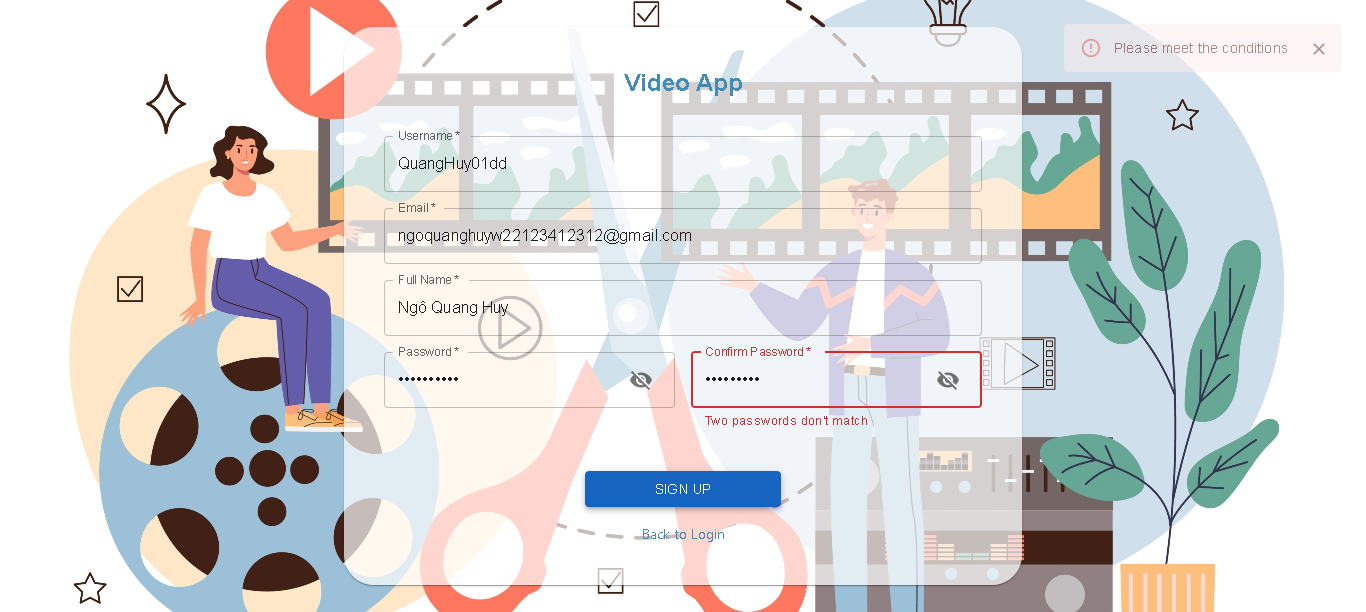 Please meet the conditions
Video App
Username *
QuangHuy01dd
Email *
ngoquanghuyw22123412312@gmail.com
Full Name *
Ngô Quang Huy
Password *
••••••••••
Confirm Password *
•••••••••
Two passwords don't match
SIGN UP
Back to Login